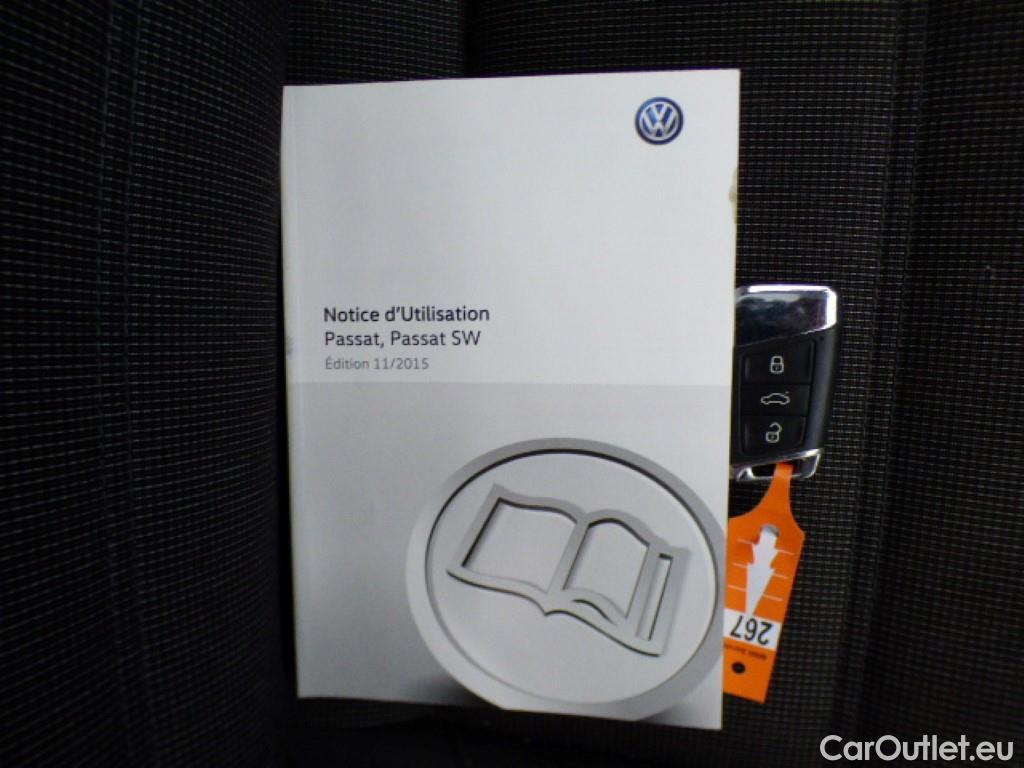 Notice d'Utilisation
Passat, Passat SW
Édition 11/2015
267
CarOutlet.eu